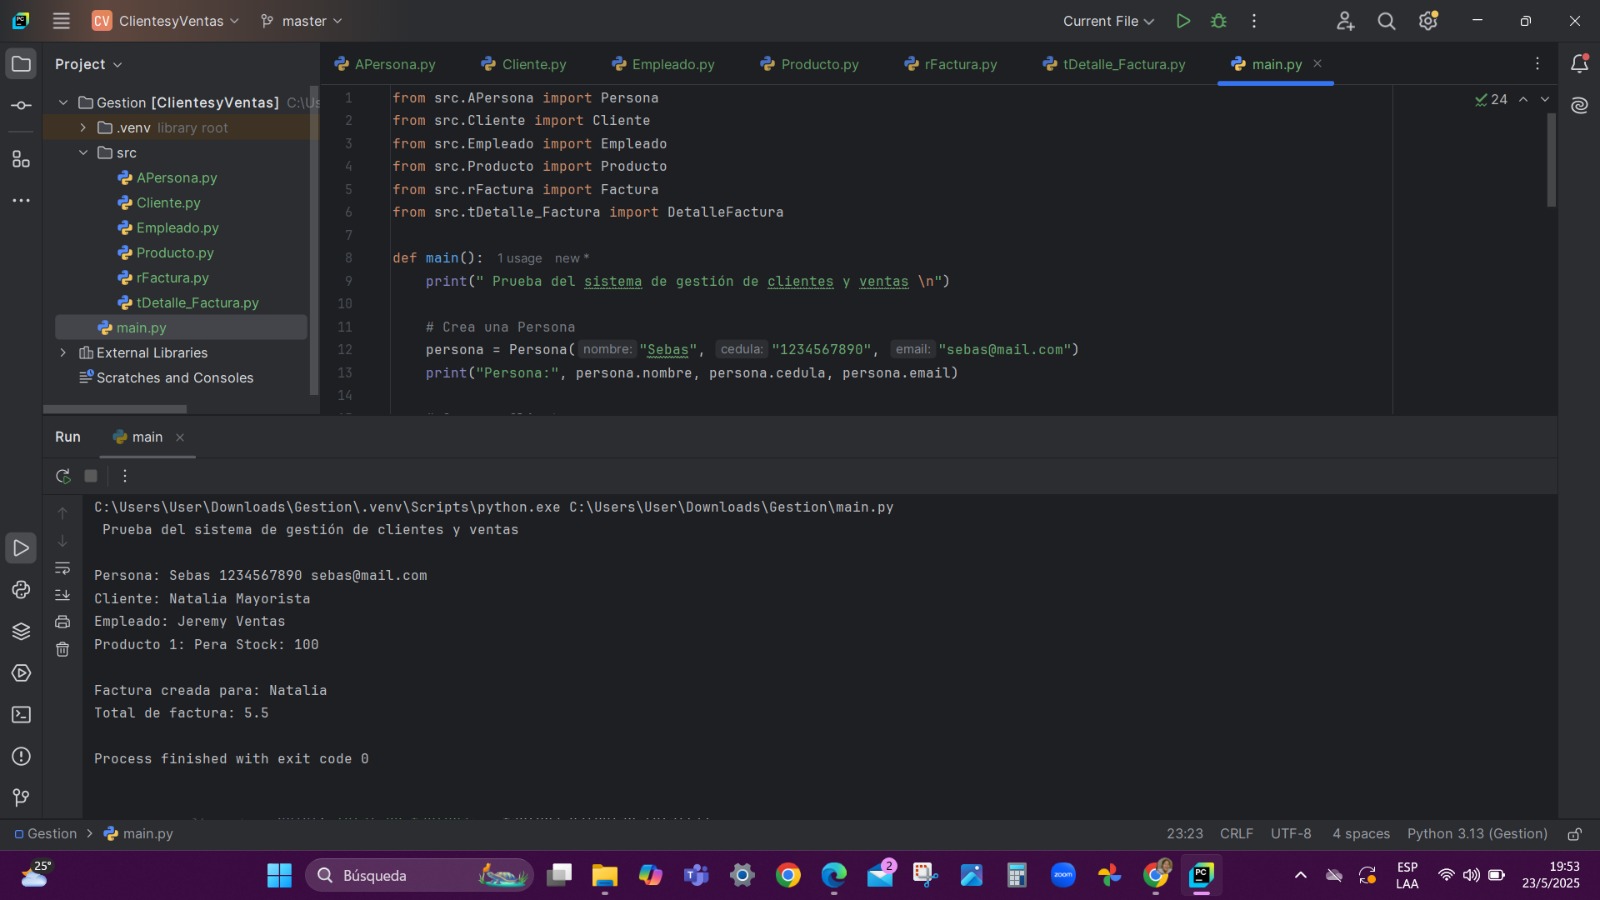 PC
CV ClientesyVentas master Current File
Project
APersona.py Cliente.py Empleado.py Producto.py rFactura.py tDetalle_Factura.py main.py
Gestion [ClientesyVentas] C:\Us
.venv library root
src
APersona.py
Cliente.py
Empleado.py
Producto.py
rFactura.py
tDetalle_Factura.py
main.py
External Libraries
Scratches and Consoles
24
1 from src.APersona import Persona
2 from src.Cliente import Cliente
3 from src.Empleado import Empleado
4 from src.Producto import Producto
5 from src.rFactura import Factura
6 from src.tDetalle_Factura import DetalleFactura
7
8 def main(): 1 usage new *
9 print(" Prueba del sistema de gestión de clientes y ventas \n")
10
11 # Crea una Persona
12 persona = Persona( nombre: "Sebas", cedula: "1234567890", email: "sebas@mail.com")
13 print("Persona:", persona.nombre, persona.cedula, persona.email)
14
Run main
C:\Users\User\Downloads\Gestion\.venv\Scripts\python.exe C:\Users\User\Downloads\Gestion\main.py
Prueba del sistema de gestión de clientes y ventas
Persona: Sebas 1234567890 sebas@mail.com
Cliente: Natalia Mayorista
Empleado: Jeremy Ventas
Producto 1: Pera Stock: 100
Factura creada para: Natalia
Total de factura: 5.5
Process finished with exit code 0
Gestion > main.py 23:23 CRLF UTF-8 4 spaces Python 3.13 (Gestion)
25°
Búsqueda
2
zoom
PC
ESP
LAA
19:53
23/5/2025